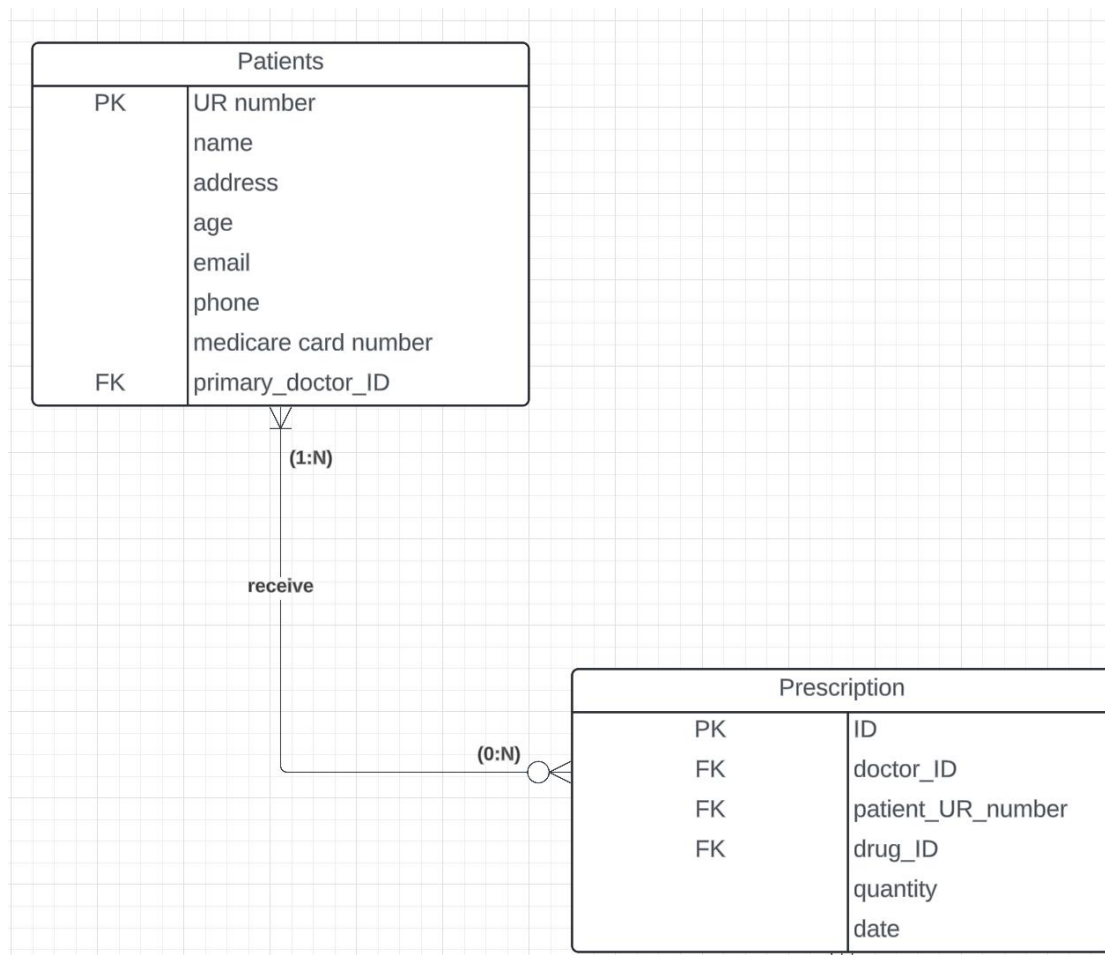 Patients
PK UR number
name
address
age
email
phone
medicare card number
FK primary_doctor_ID
(1:N)
receive
(0:N)
Prescription
PK ID
FK doctor_ID
FK patient_UR_number
FK drug_ID
quantity
date